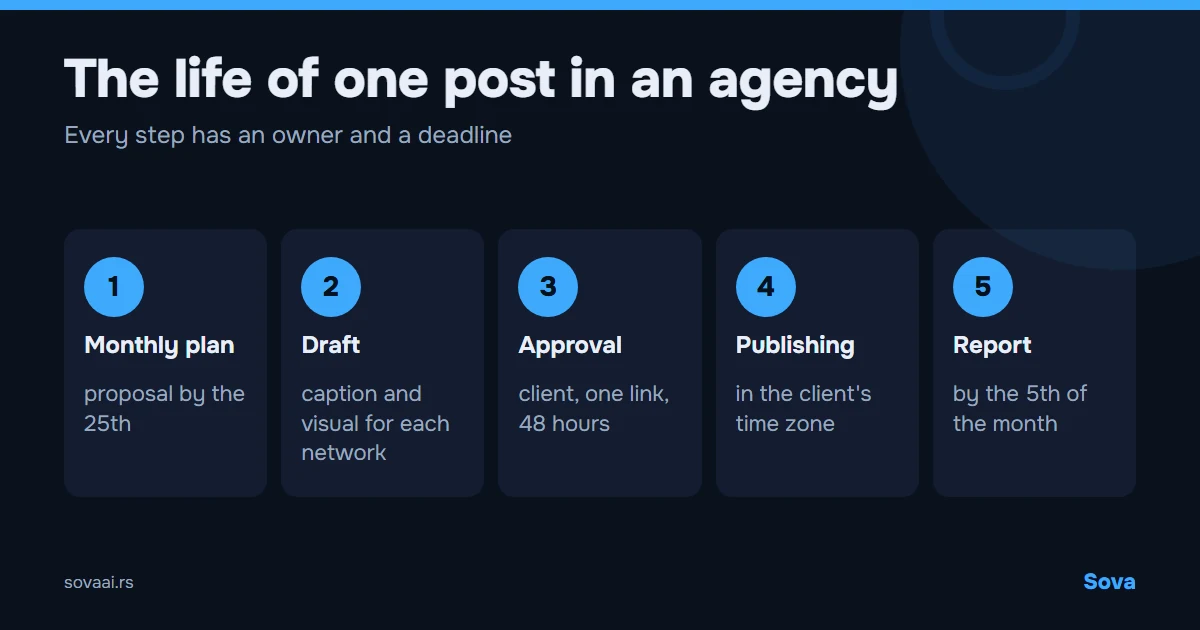 The life of one post in an agency
Every step has an owner and a deadline
1
Monthly plan
proposal by the
25th
2
Draft
caption and
visual for each
network
3
Approval
client, one link,
48 hours
4
Publishing
in the client's
time zone
5
Report
by the 5th of
the month
sovaai.rs
Sova